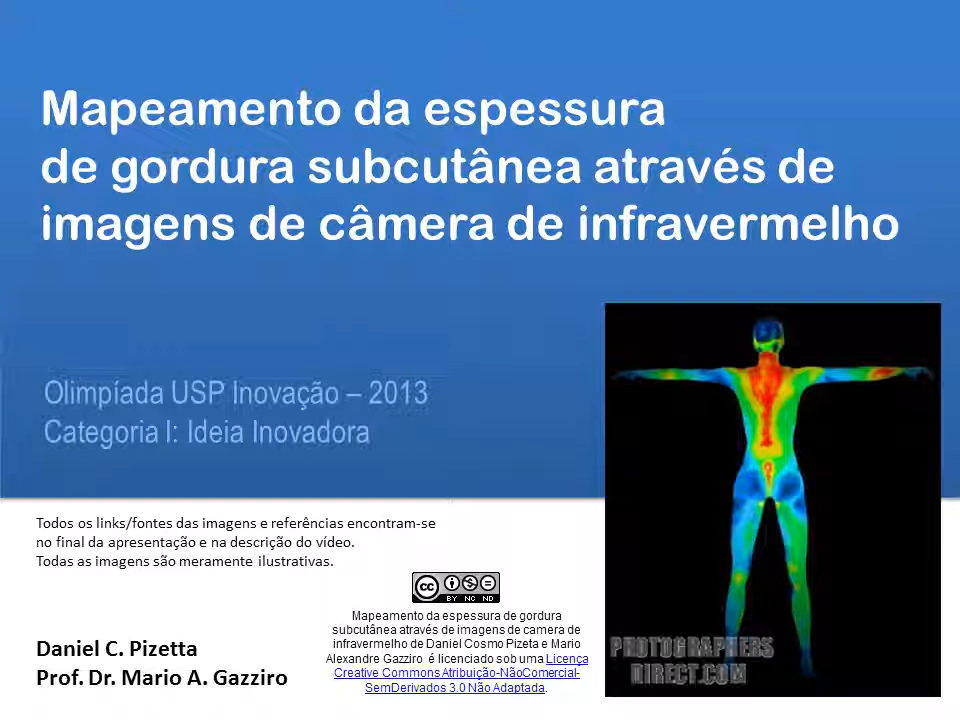 Mapeamento da espessura
de gordura subcutânea através de
imagens de câmera de infravermelho
Olimpíada USP Inovação – 2013
Categoria I: Ideia Inovadora
Todos os links/fontes das imagens e referências encontram-se
no final da apresentação e na descrição do vídeo.
Todas as imagens são meramente ilustrativas.
cc BY NC ND
Mapeamento da espessura de gordura
subcutânea através de imagens de camera de
infravermelho de Daniel Cosmo Pizeta e Mario
Alexandre Gazziro é licenciado sob uma Licença
Creative Commons Atribuição-NãoComercial-
SemDerivados 3.0 Não Adaptada.
Daniel C. Pizetta
Prof. Dr. Mario A. Gazziro
PHOTOGRAPHERS
DIRECT.COM